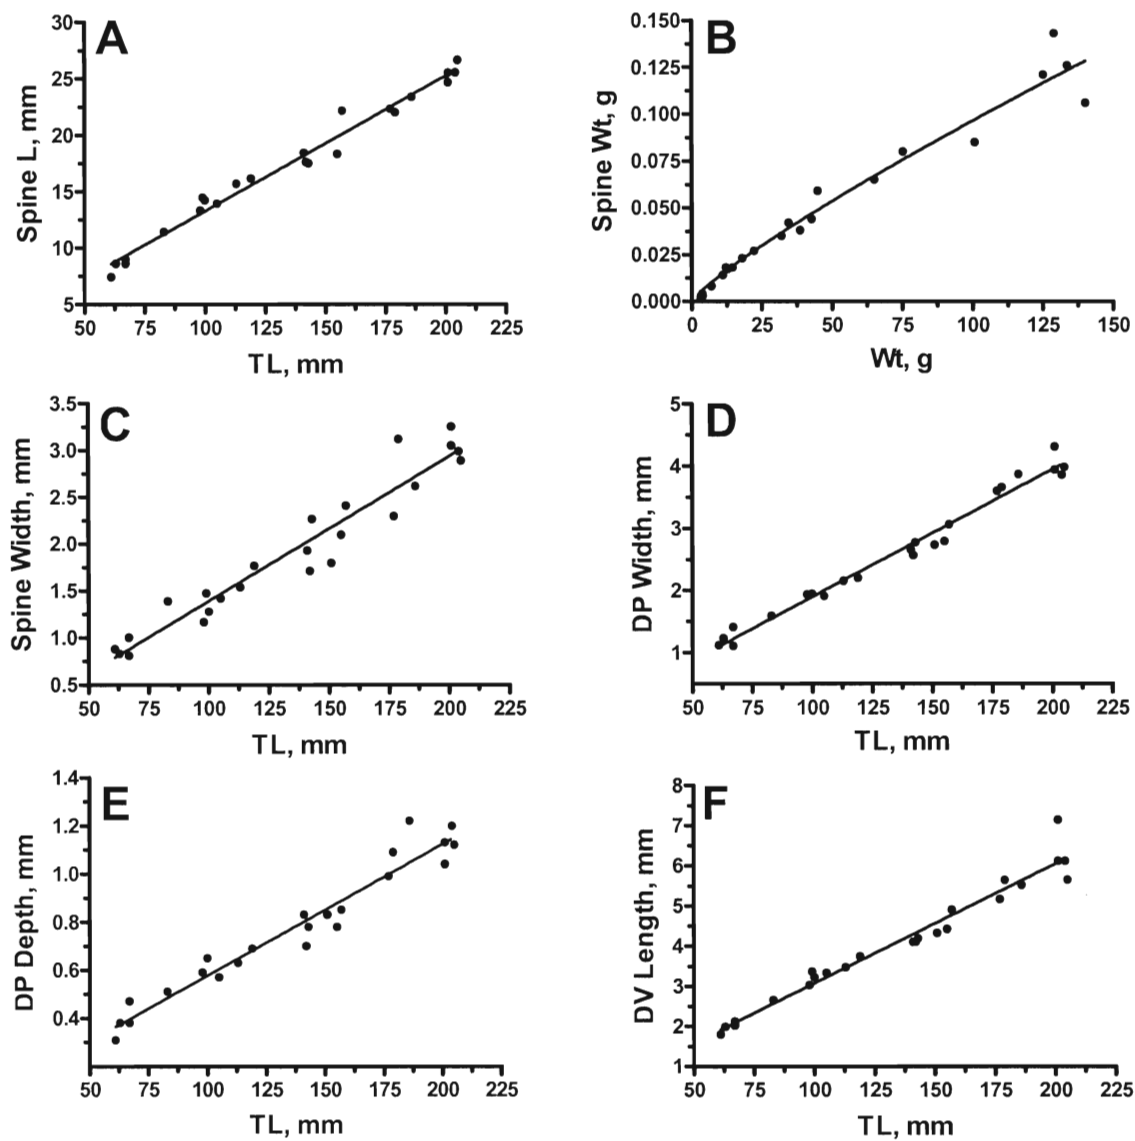 A
Spine L, mm
30
25
20
15
10
5
50 75 100 125 150 175 200 225
TL, mm
B
Spine Wt, g
0.150
0.125
0.100
0.075
0.050
0.025
0.000
0 25 50 75 100 125 150
Wt, g
C
Spine Width, mm
3.5
3.0
2.5
2.0
1.5
1.0
0.5
50 75 100 125 150 175 200 225
TL, mm
D
DP Width, mm
5
4
3
2
1
50 75 100 125 150 175 200 225
TL, mm
E
DP Depth, mm
1.4
1.2
1.0
0.8
0.6
0.4
50 75 100 125 150 175 200 225
TL, mm
F
DV Length, mm
8
7
6
5
4
3
2
1
50 75 100 125 150 175 200 225
TL, mm